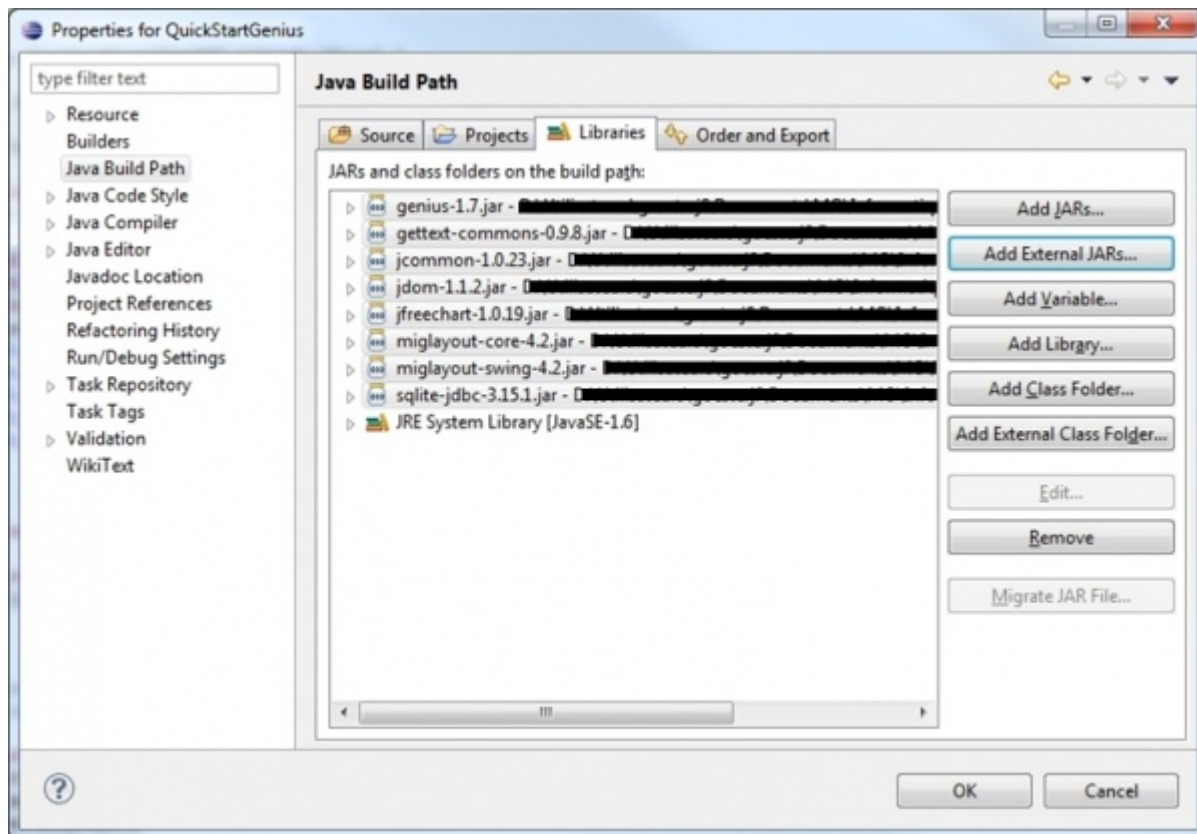 Properties for QuickStartGenius
type filter text
Resource
Builders
Java Build Path
Java Code Style
Java Compiler
Java Editor
Javadoc Location
Project References
Refactoring History
Run/Debug Settings
Task Repository
Task Tags
Validation
WikiText
Java Build Path
Source
Projects
Libraries
Order and Export
JARs and class folders on the build path:
genius-1.7.jar -
gettext-commons-0.9.8.jar -
jcommon-1.0.23.jar -
jdom-1.1.2.jar -
jfreechart-1.0.19.jar -
miglayout-core-4.2.jar -
miglayout-swing-4.2.jar -
sqlite-jdbc-3.15.1.jar -
JRE System Library [JavaSE-1.6]
Add JARs...
Add External JARs...
Add Variable...
Add Library...
Add Class Folder...
Add External Class Folder...
Edit...
Remove
Migrate JAR File...
OK
Cancel